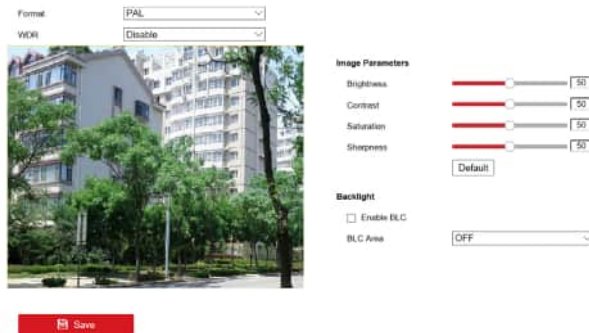 Format
PAL
WDR
Disable
Image Parameters
Brightness 50
Contrast 50
Saturation 50
Sharpness 50
Default
Backlight
Enable BLC
BLC Area OFF
Save